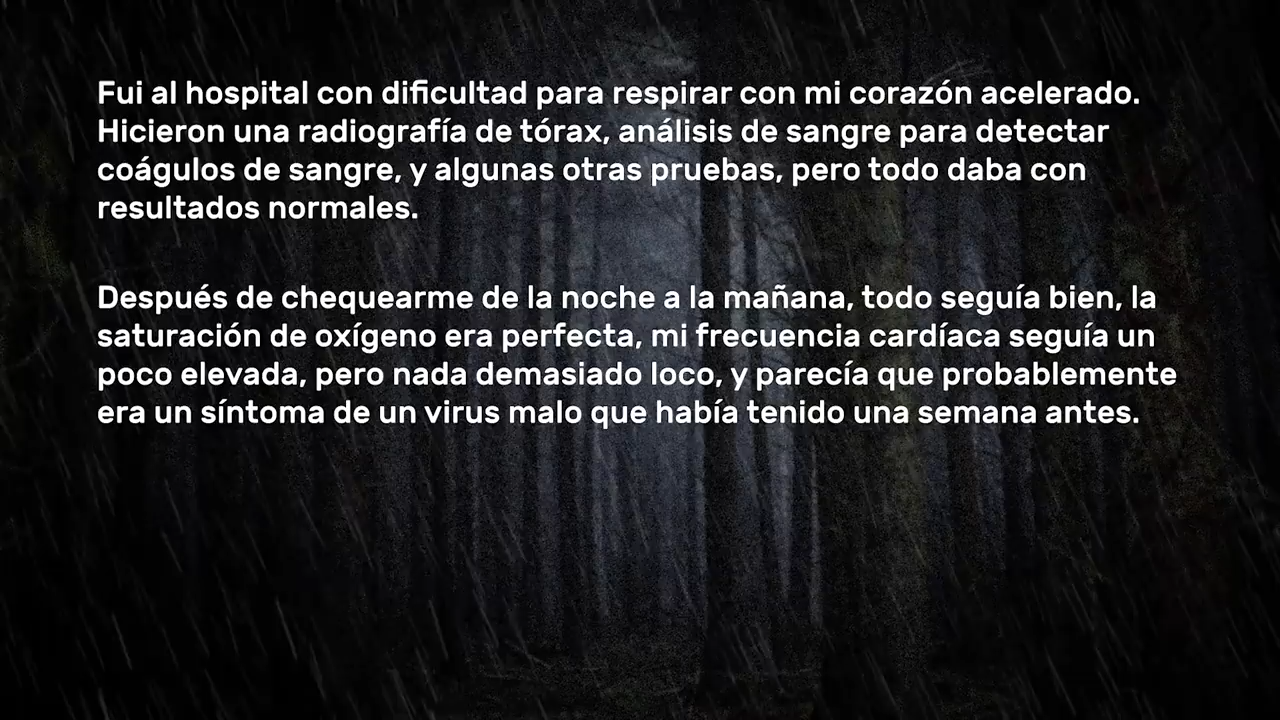 Fui al hospital con dificultad para respirar con mi corazón acelerado.
Hicieron una radiografía de tórax, análisis de sangre para detectar
coágulos de sangre, y algunas otras pruebas, pero todo daba con
resultados normales.
Después de chequearme de la noche a la mañana, todo seguía bien, la
saturación de oxígeno era perfecta, mi frecuencia cardíaca seguía un
poco elevada, pero nada demasiado loco, y parecía que probablemente
era un síntoma de un virus malo que había tenido una semana antes.